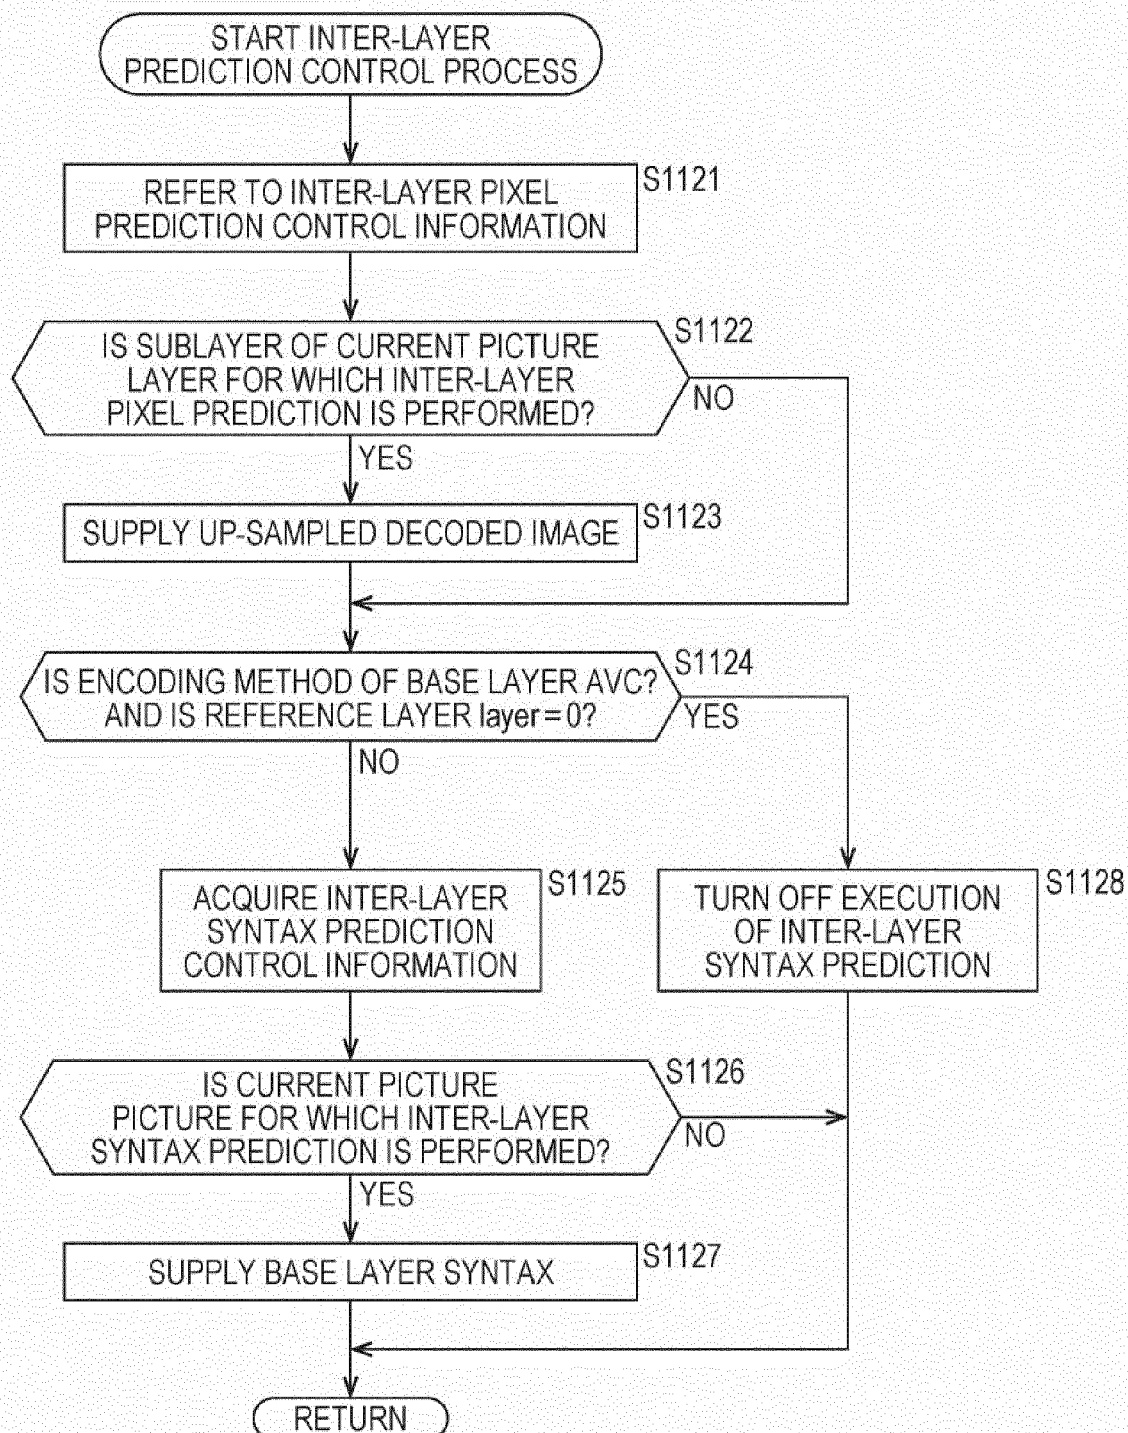 START INTER-LAYER
PREDICTION CONTROL PROCESS
S1121
REFER TO INTER-LAYER PIXEL
PREDICTION CONTROL INFORMATION
S1122
IS SUBLAYER OF CURRENT PICTURE
LAYER FOR WHICH INTER-LAYER
PIXEL PREDICTION IS PERFORMED?
NO
YES
S1123
SUPPLY UP-SAMPLED DECODED IMAGE
S1124
IS ENCODING METHOD OF BASE LAYER AVC?
AND IS REFERENCE LAYER layer = 0?
YES
NO
S1125
ACQUIRE INTER-LAYER
SYNTAX PREDICTION
CONTROL INFORMATION
S1128
TURN OFF EXECUTION
OF INTER-LAYER
SYNTAX PREDICTION
S1126
IS CURRENT PICTURE
PICTURE FOR WHICH INTER-LAYER
SYNTAX PREDICTION IS PERFORMED?
NO
YES
S1127
SUPPLY BASE LAYER SYNTAX
RETURN